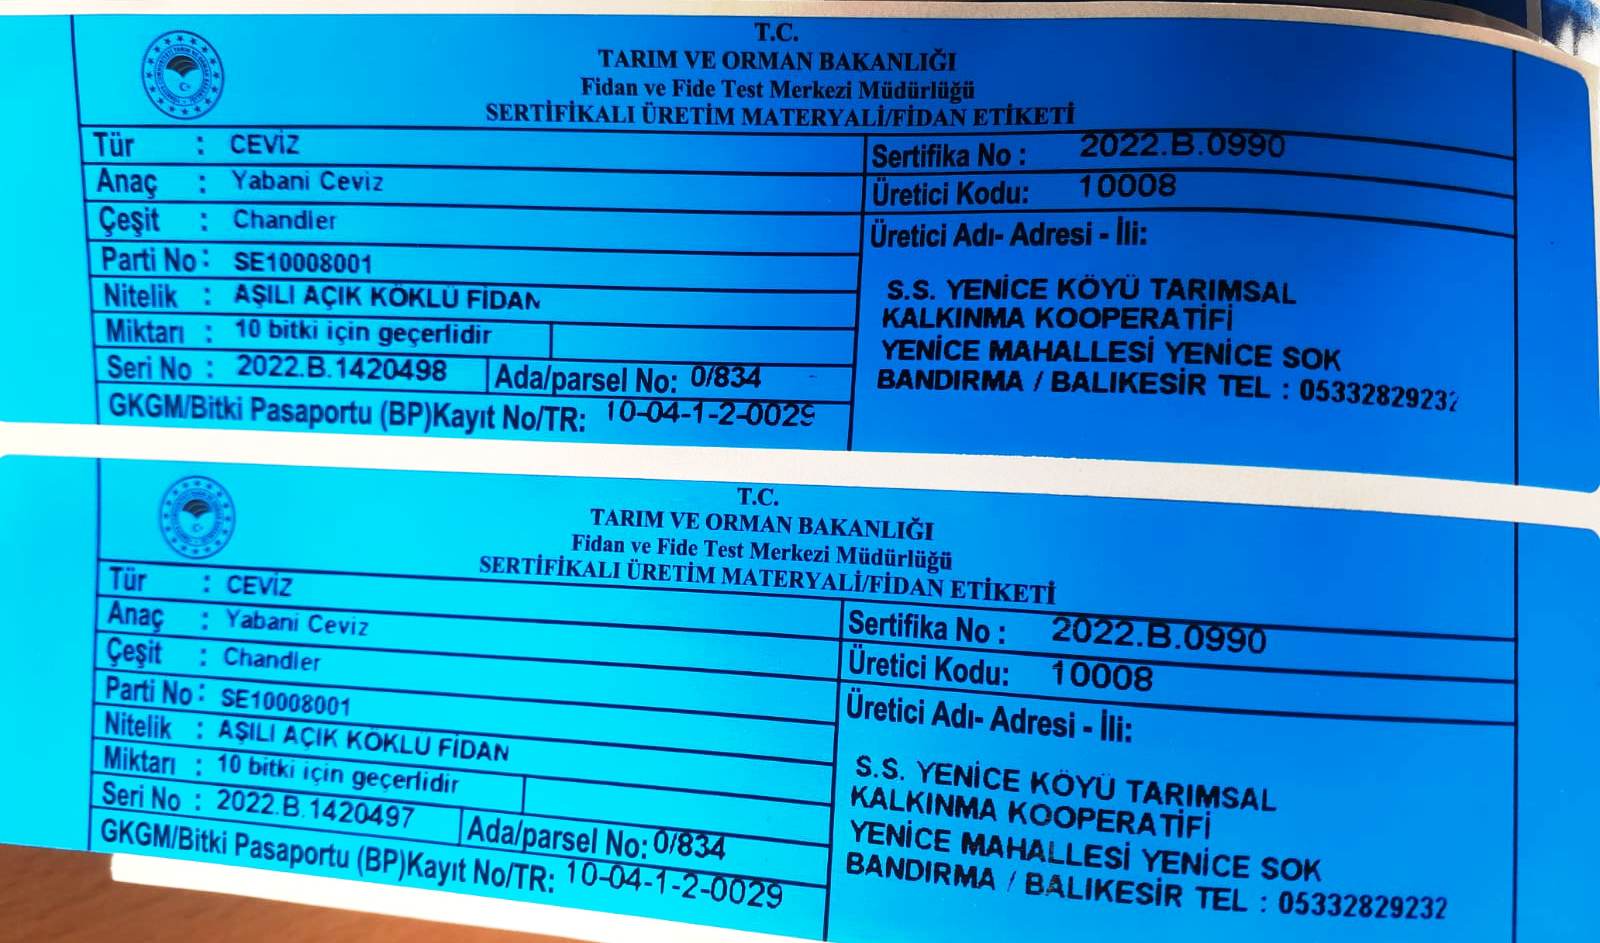 T.C.
TARIM VE ORMAN BAKANLIĞI
Fidan ve Fide Test Merkezi Müdürlüğü
SERTİFİKALI ÜRETİM MATERYALİ/FİDAN ETİKETİ
Tür : CEVİZ
Anaç : Yabani Ceviz
Çeşit : Chandler
Parti No : SE10008001
Nitelik : AŞILI AÇIK KÖKLÜ FİDAN
Miktarı : 10 bitki için geçerlidir
Seri No : 2022.B.1420498 Ada/parsel No: 0/834
GKGM/Bitki Pasaportu (BP)Kayıt No/TR: 10-04-1-2-0029
Sertifika No : 2022.B.0990
Üretici Kodu: 10008
Üretici Adı- Adresi - İli:
S.S. YENİCE KÖYÜ TARIMSAL
KALKINMA KOOPERATİFİ
YENİCE MAHALLESİ YENİCE SOK
BANDIRMA / BALIKESİR TEL : 05332829232
T.C.
TARIM VE ORMAN BAKANLIĞI
Fidan ve Fide Test Merkezi Müdürlüğü
SERTİFİKALI ÜRETİM MATERYALİ/FİDAN ETİKETİ
Tür : CEVİZ
Anaç : Yabani Ceviz
Çeşit : Chandler
Parti No : SE10008001
Nitelik : AŞILI AÇIK KÖKLÜ FİDAN
Miktarı : 10 bitki için geçerlidir
Seri No : 2022.B.1420497 Ada/parsel No: 0/834
GKGM/Bitki Pasaportu (BP)Kayıt No/TR: 10-04-1-2-0029
Sertifika No : 2022.B.0990
Üretici Kodu: 10008
Üretici Adı- Adresi - İli:
S.S. YENİCE KÖYÜ TARIMSAL
KALKINMA KOOPERATİFİ
YENİCE MAHALLESİ YENİCE SOK
BANDIRMA / BALIKESİR TEL : 05332829232